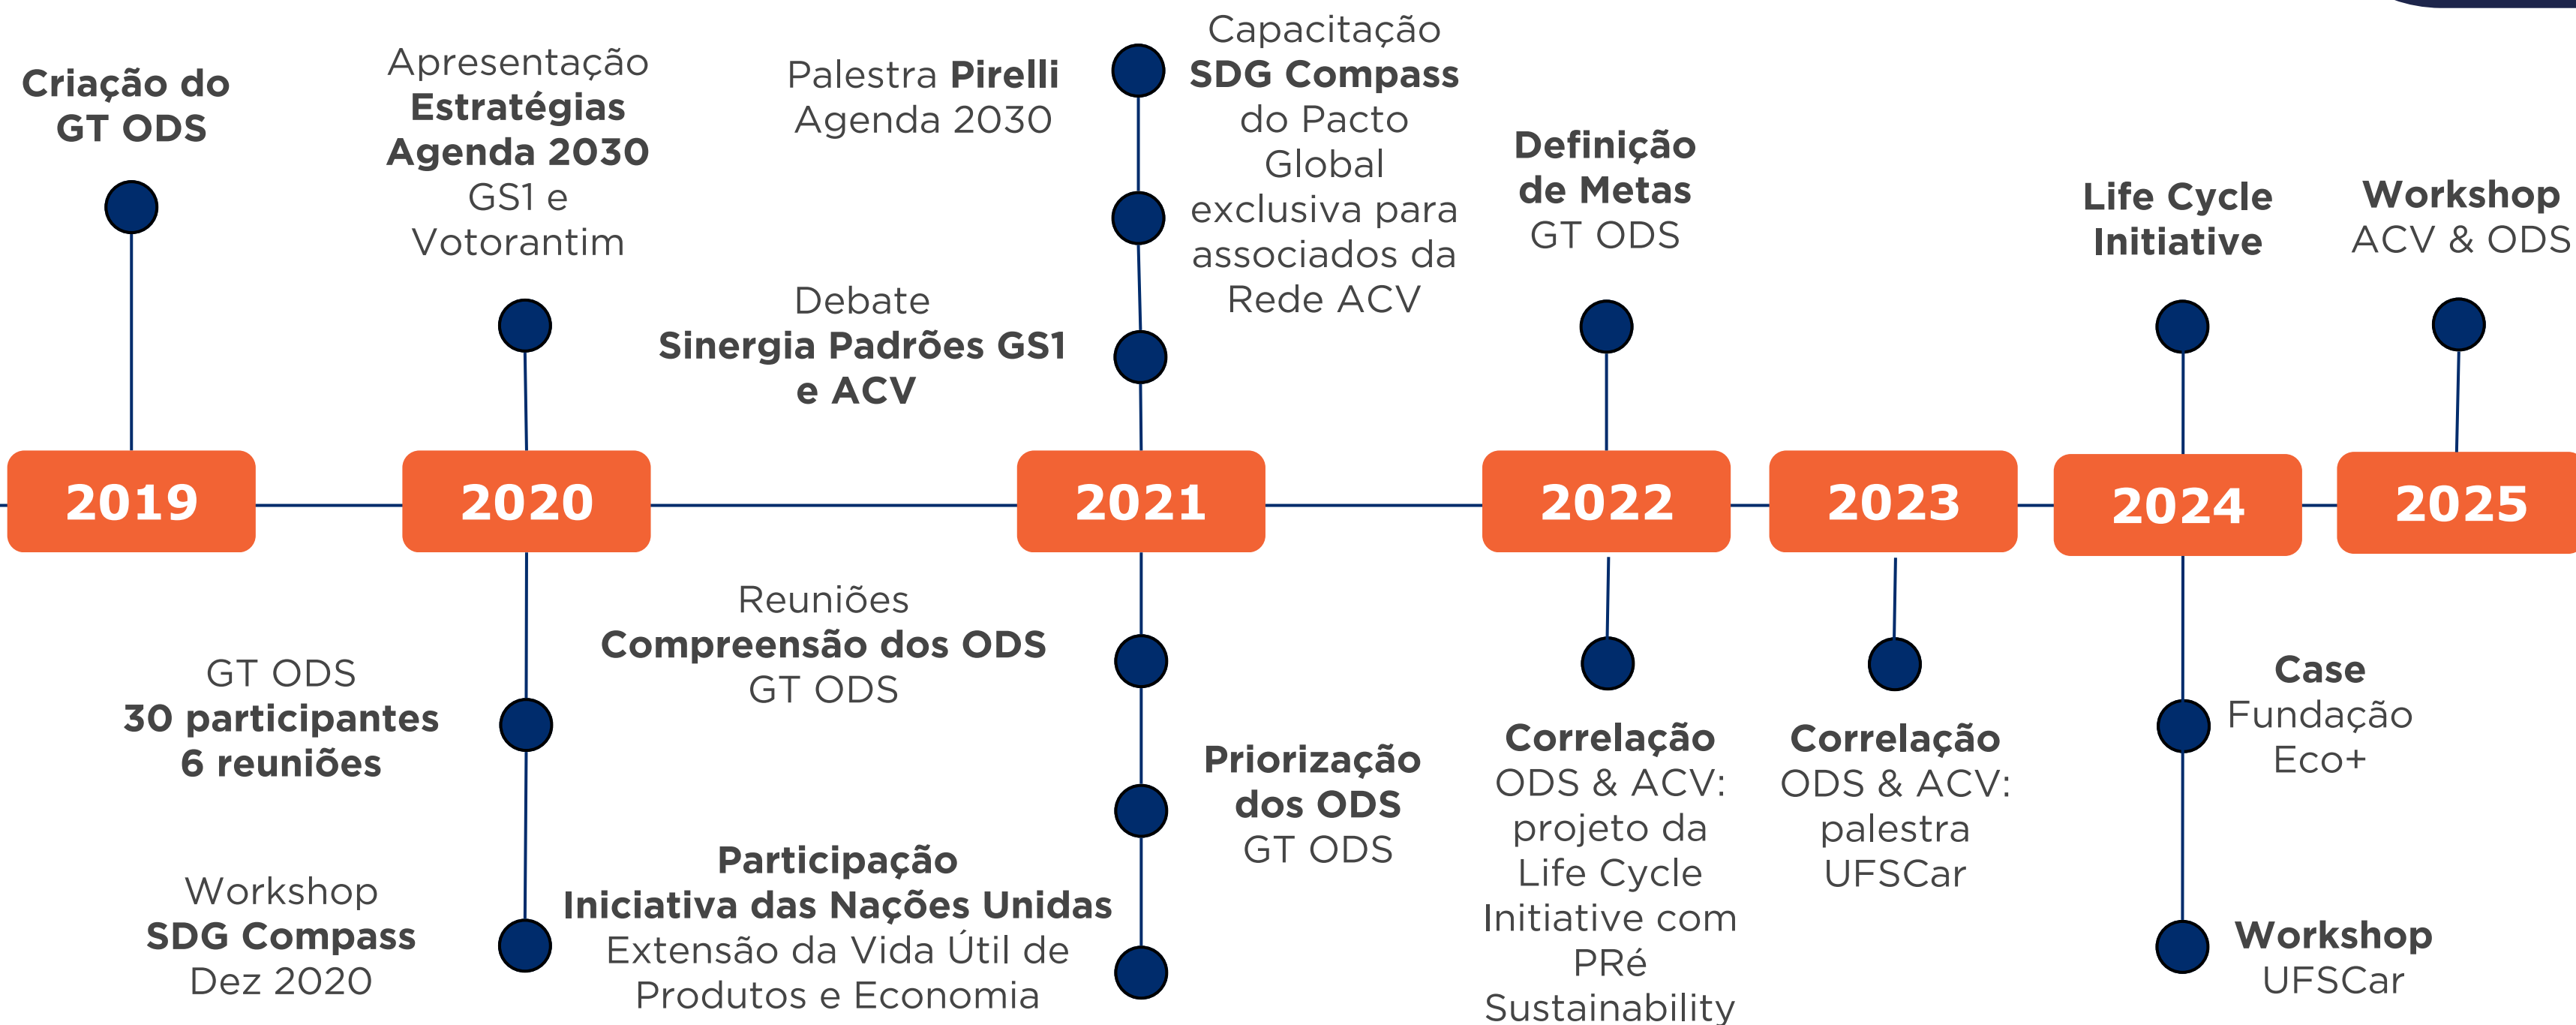 Criação do
GT ODS
2019
Apresentação
Estratégias
Agenda 2030
GS1 e
Votorantim
2020
GT ODS
30 participantes
6 reuniões
Workshop
SDG Compass
Dez 2020
Palestra Pirelli
Agenda 2030
Capacitação
SDG Compass
do Pacto
Global
exclusiva para
associados da
Rede ACV
Debate
Sinergia Padrões GS1
e ACV
2021
Reuniões
Compreensão dos ODS
GT ODS
Priorização
dos ODS
GT ODS
Participação
Iniciativa das Nações Unidas
Extensão da Vida Útil de
Produtos e Economia
Definição
de Metas
GT ODS
2022
Correlação
ODS & ACV:
projeto da
Life Cycle
Initiative com
PRé
Sustainability
2023
Correlação
ODS & ACV:
palestra
UFSCar
Life Cycle
Initiative
2024
Case
Fundação
Eco+
Workshop
UFSCar
Workshop
ACV & ODS
2025